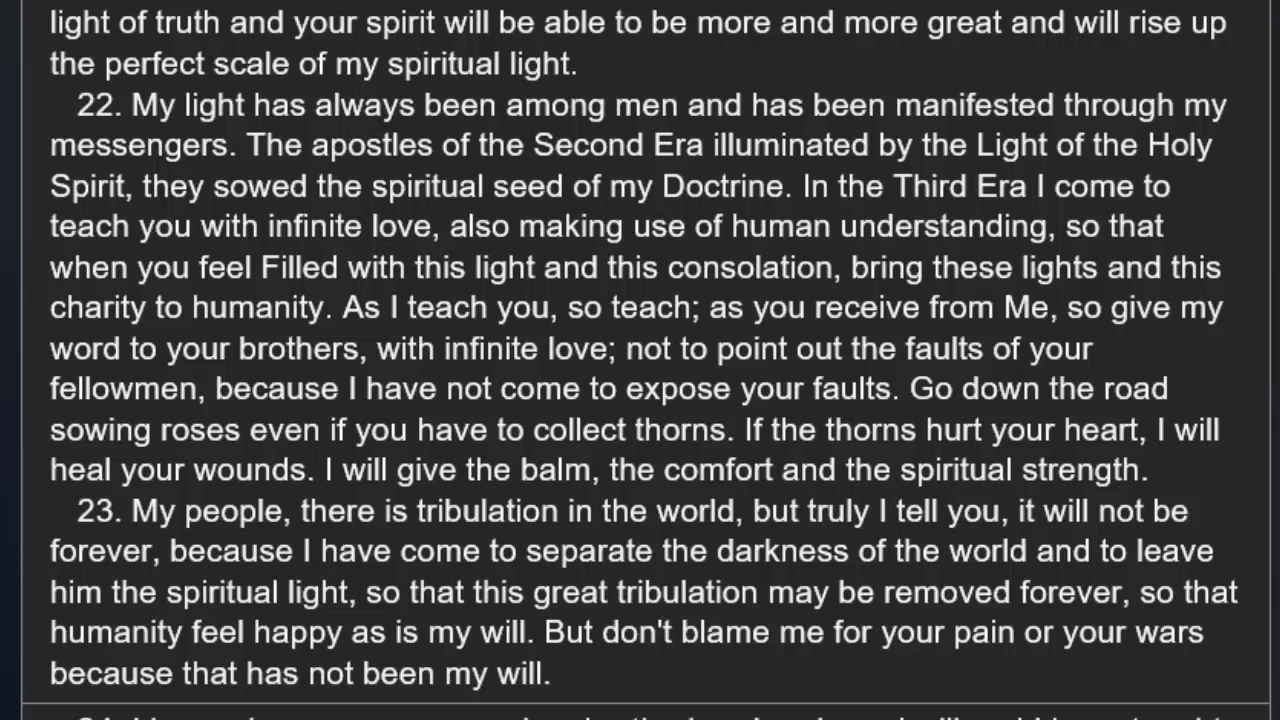 light of truth and your spirit will be able to be more and more great and will rise up
the perfect scale of my spiritual light.
22. My light has always been among men and has been manifested through my
messengers. The apostles of the Second Era illuminated by the Light of the Holy
Spirit, they sowed the spiritual seed of my Doctrine. In the Third Era I come to
teach you with infinite love, also making use of human understanding, so that
when you feel Filled with this light and this consolation, bring these lights and this
charity to humanity. As I teach you, so teach; as you receive from Me, so give my
word to your brothers, with infinite love; not to point out the faults of your
fellowmen, because I have not come to expose your faults. Go down the road
sowing roses even if you have to collect thorns. If the thorns hurt your heart, I will
heal your wounds. I will give the balm, the comfort and the spiritual strength.
23. My people, there is tribulation in the world, but truly I tell you, it will not be
forever, because I have come to separate the darkness of the world and to leave
him the spiritual light, so that this great tribulation may be removed forever, so that
humanity feel happy as is my will. But don't blame me for your pain or your wars
because that has not been my will.